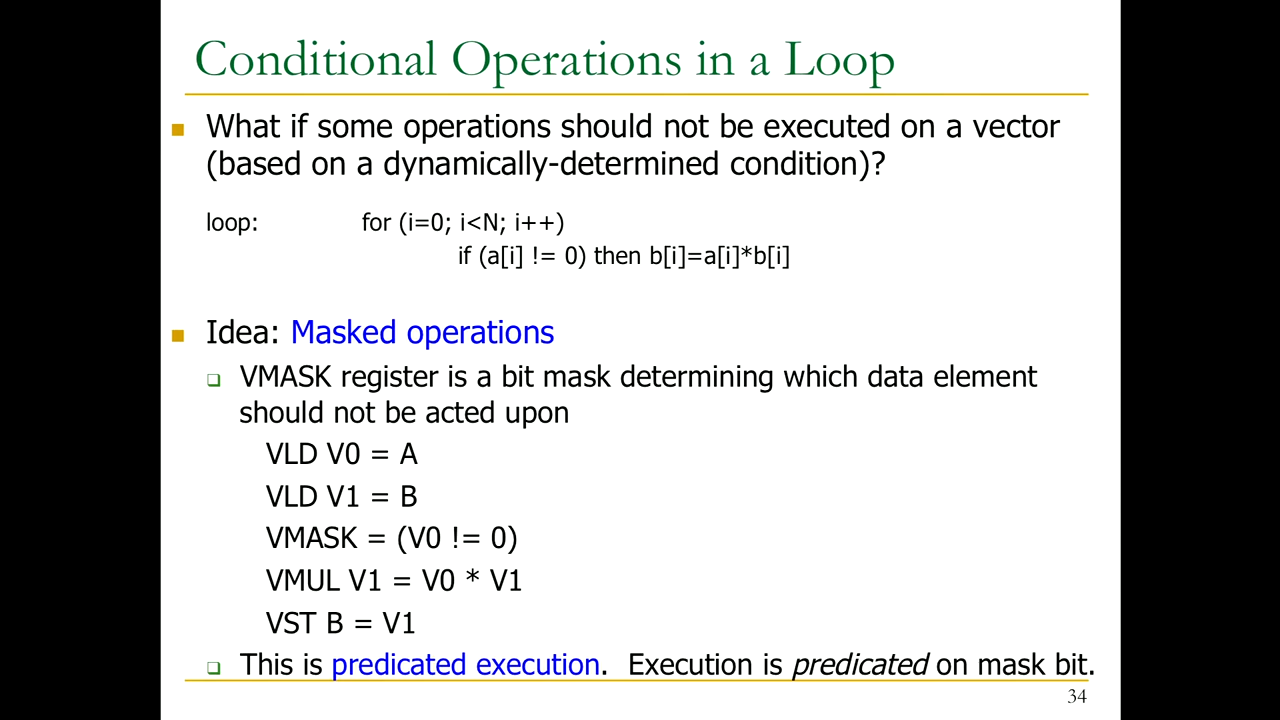 Conditional Operations in a Loop
What if some operations should not be executed on a vector
(based on a dynamically-determined condition)?
loop: for (i=0; i<N; i++)
if (a[i] != 0) then b[i]=a[i]*b[i]
Idea: Masked operations
VMASK register is a bit mask determining which data element
should not be acted upon
VLD V0 = A
VLD V1 = B
VMASK = (V0 != 0)
VMUL V1 = V0 * V1
VST B = V1
This is predicated execution. Execution is predicated on mask bit.
34